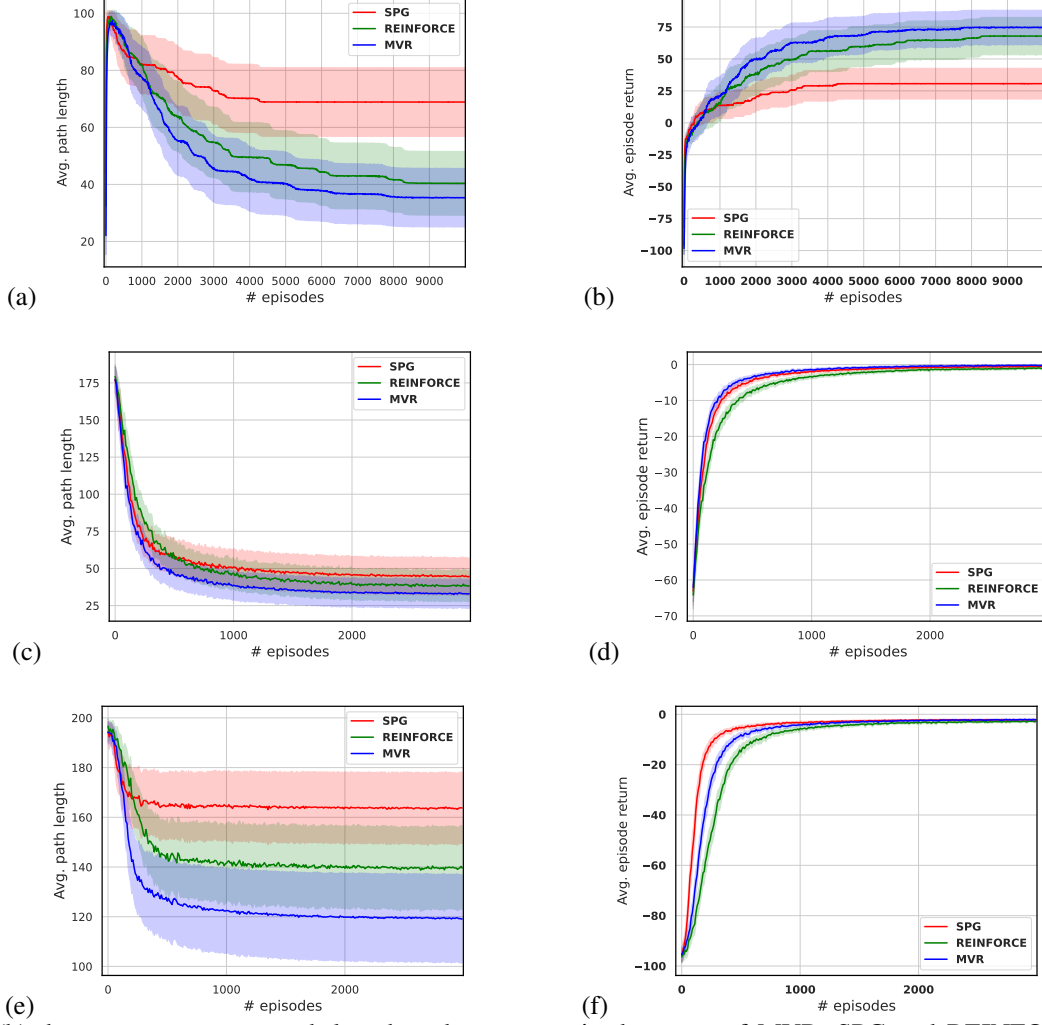 100
80
60
40
20
0 1000 2000 3000 4000 5000 6000 7000 8000 9000
# episodes
Avg. path length
SPG
REINFORCE
MVR
(a)
75
50
25
0
−25
−50
−75
−100
0 1000 2000 3000 4000 5000 6000 7000 8000 9000
# episodes
Avg. episode return
SPG
REINFORCE
MVR
(b)
175
150
125
100
75
50
25
0 1000 2000
# episodes
Avg. path length
SPG
REINFORCE
MVR
(c)
0
−10
−20
−30
−40
−50
−60
−70
0 1000 2000
# episodes
Avg. episode return
SPG
REINFORCE
MVR
(d)
200
180
160
140
120
100
0 1000 2000
# episodes
Avg. path length
SPG
REINFORCE
MVR
(e)
0
−20
−40
−60
−80
−100
0 1000 2000
# episodes
Avg. episode return
SPG
REINFORCE
MVR
(f)